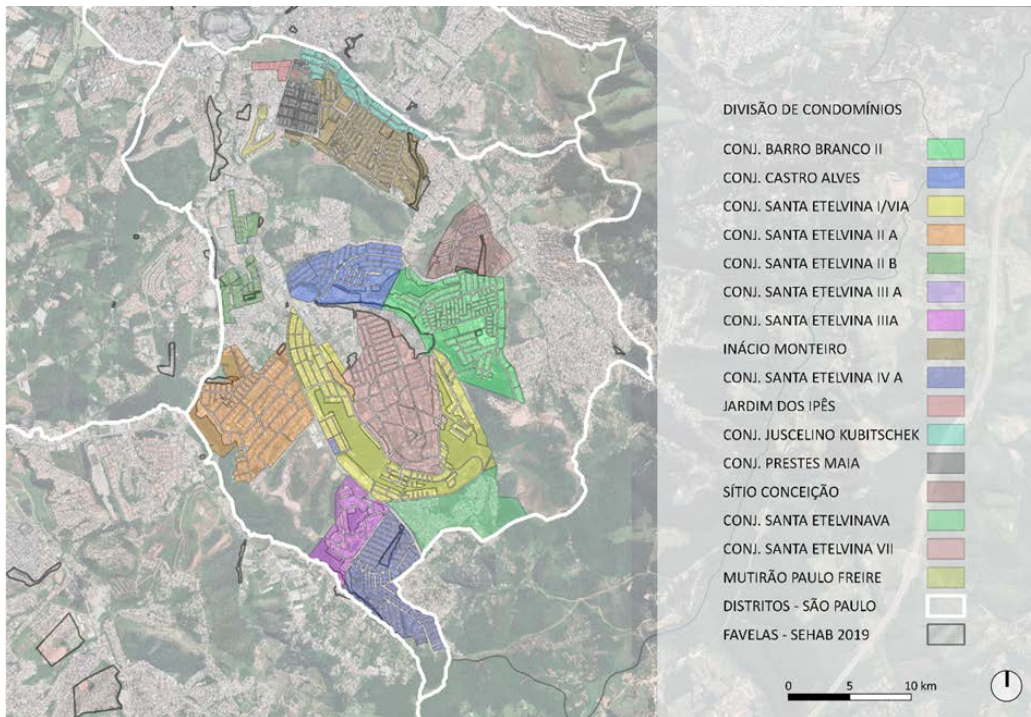 DIVISÃO DE CONDOMÍNIOS
CONJ. BARRO BRANCO II
CONJ. CASTRO ALVES
CONJ. SANTA ETELVINA I/VIA
CONJ. SANTA ETELVINA II A
CONJ. SANTA ETELVINA II B
CONJ. SANTA ETELVINA III A
CONJ. SANTA ETELVINA IIIA
INÁCIO MONTEIRO
CONJ. SANTA ETELVINA IV A
JARDIM DOS IPÊS
CONJ. JUSCELINO KUBITSCHEK
CONJ. PRESTES MAIA
SÍTIO CONCEIÇÃO
CONJ. SANTA ETELVINAVA
CONJ. SANTA ETELVINA VII
MUTIRÃO PAULO FREIRE
DISTRITOS - SÃO PAULO
FAVELAS - SEHAB 2019
0 5 10 km